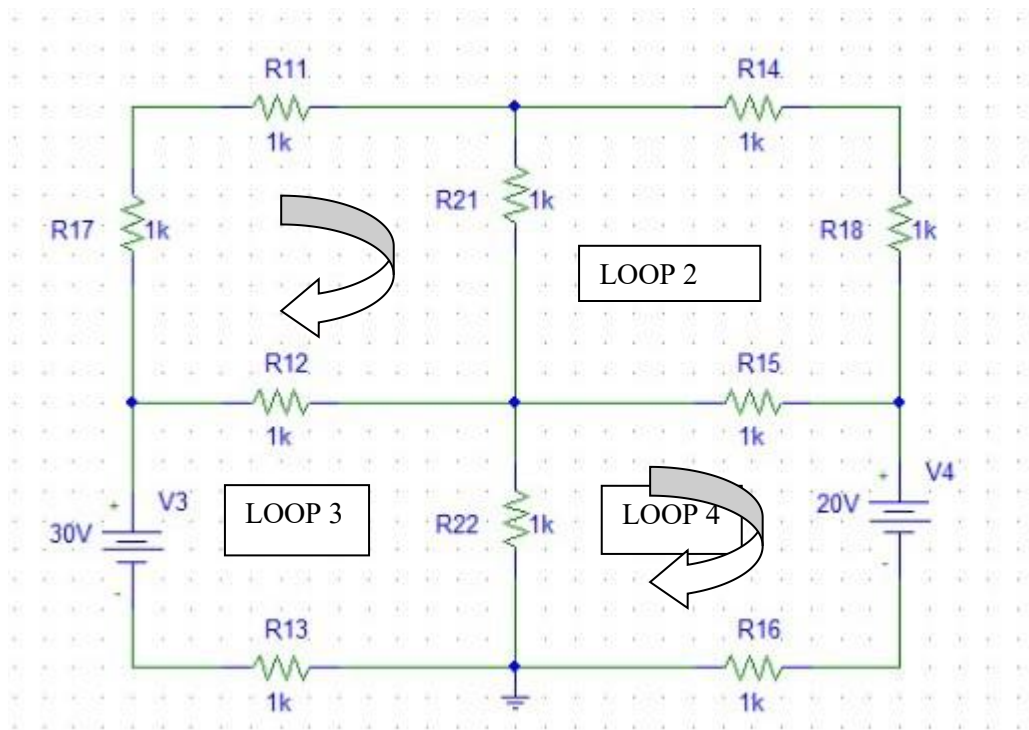 R11
R14
1k
1k
R21
1k
R17
1k
R18
1k
LOOP 2
R12
R15
1k
1k
+
V3
30V
-
LOOP 3
R22
1k
LOOP 4
+
V4
20V
-
R13
R16
1k
1k